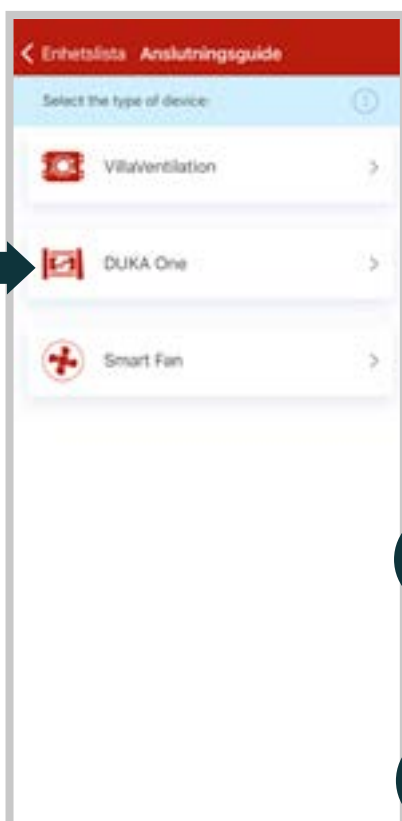 Enhetslista Anslutningsguide
Select the type of device:
VillaVentilation
DUKA One
Smart Fan